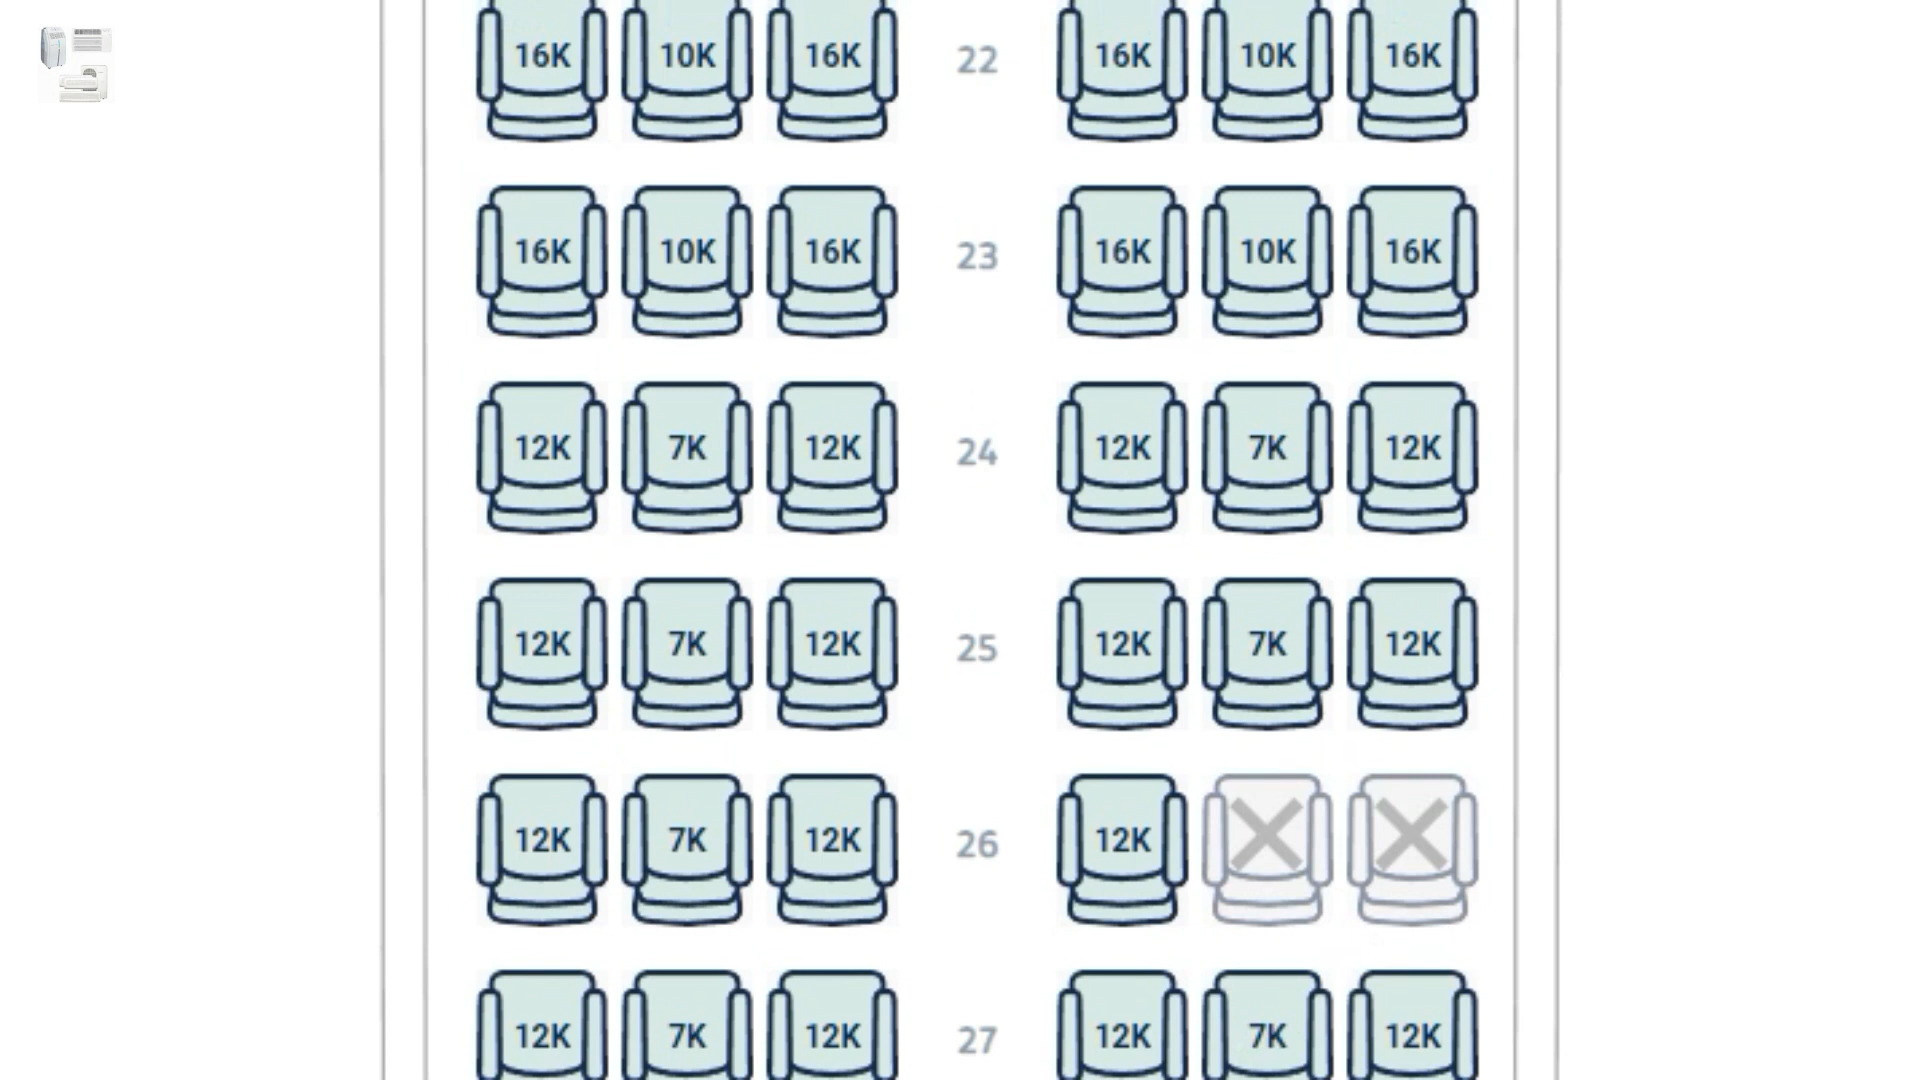 16K 10K 16K 22 16K 10K 16K
16K 10K 16K 23 16K 10K 16K
12K 7K 12K 24 12K 7K 12K
12K 7K 12K 25 12K 7K 12K
12K 7K 12K 26 12K
12K 7K 12K 27 12K 7K 12K